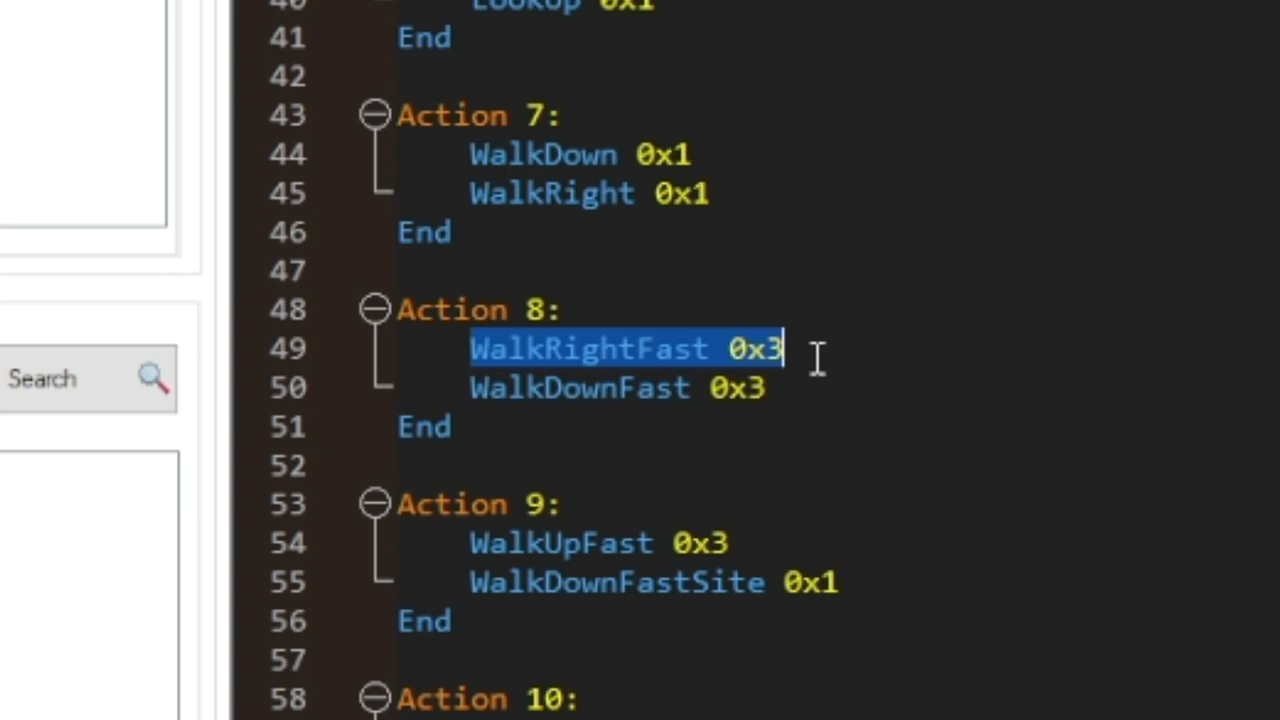 40 LookUp 0x1
41 End
42
43 Action 7:
44 WalkDown 0x1
45 WalkRight 0x1
46 End
47
48 Action 8:
49 WalkRightFast 0x3
50 WalkDownFast 0x3
51 End
52
53 Action 9:
54 WalkUpFast 0x3
55 WalkDownFastSite 0x1
56 End
57
58 Action 10:
Search